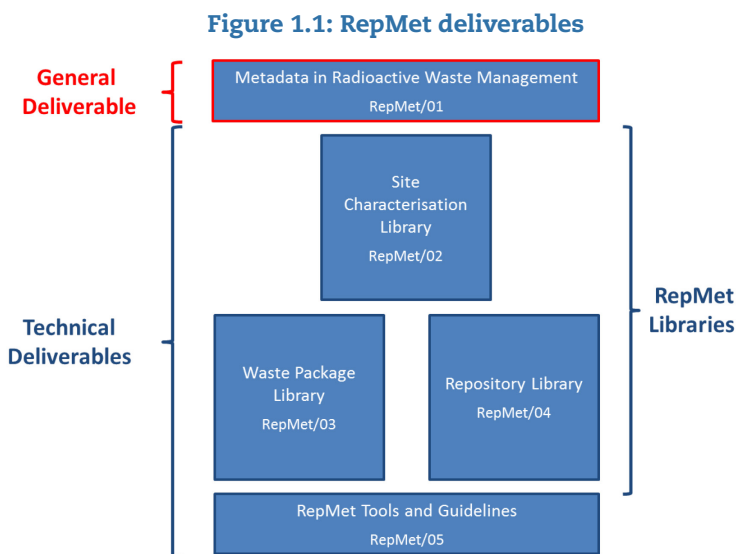 Figure 1.1: RepMet deliverables
General
Deliverable
Metadata in Radioactive Waste Management
RepMet/01
Site
Characterisation
Library
RepMet/02
Technical
Deliverables
RepMet
Libraries
Waste Package
Library
RepMet/03
Repository Library
RepMet/04
RepMet Tools and Guidelines
RepMet/05